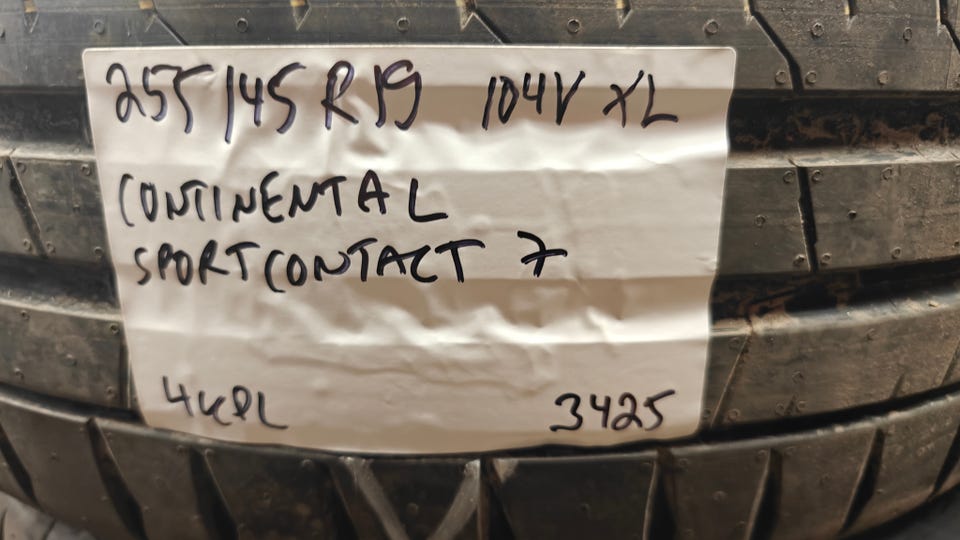 255/45 R19 104V XL
CONTINENTAL
SPORTCONTACT 7
4KPL
3425